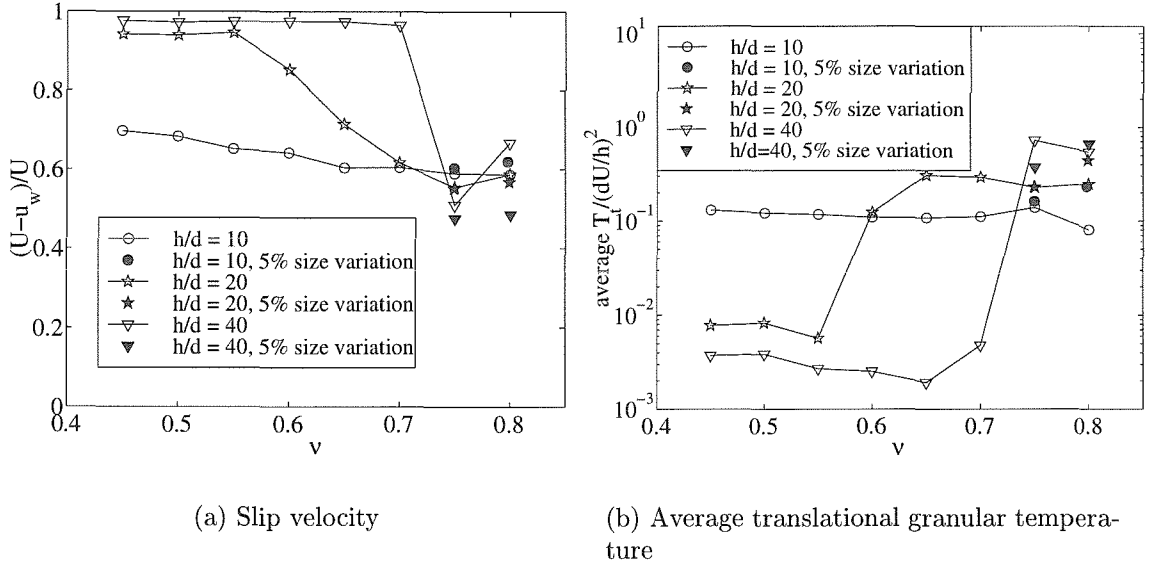 1
0.8
0.6
0.4
0.2
0
(U−u_w)/U
h/d = 10
h/d = 10, 5% size variation
h/d = 20
h/d = 20, 5% size variation
h/d = 40
h/d = 40, 5% size variation
0.4 0.5 0.6 0.7 0.8
ν
(a) Slip velocity
10^1
10^0
10^−1
10^−2
10^−3
average T/(dU/h)^2
h/d = 10
h/d = 10, 5% size variation
h/d = 20
h/d = 20, 5% size variation
h/d = 40
h/d=40, 5% size variation
0.4 0.5 0.6 0.7 0.8
ν
(b) Average translational granular tempera-
ture